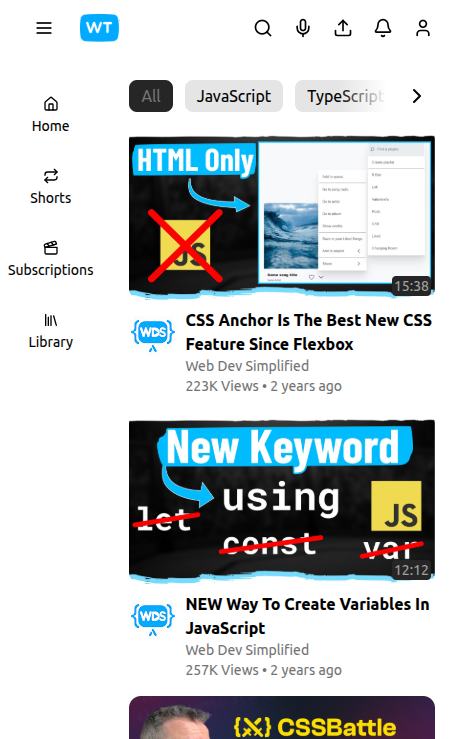 WT
All
JavaScript
TypeScript
Home
Shorts
Subscriptions
Library
HTML Only
JS
15:38
WDS
CSS Anchor Is The Best New CSS
Feature Since Flexbox
Web Dev Simplified
223K Views • 2 years ago
New Keyword
using
let
JS
const
var
12:12
WDS
NEW Way To Create Variables In
JavaScript
Web Dev Simplified
257K Views • 2 years ago
CSSBattle